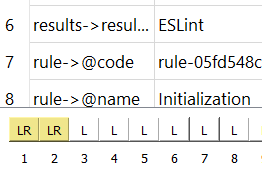 6 results->resul... ESLint
7 rule->@code rule-05fd548c
8 rule->@name Initialization
LR LR L L L L L L
1 2 3 4 5 6 7 8